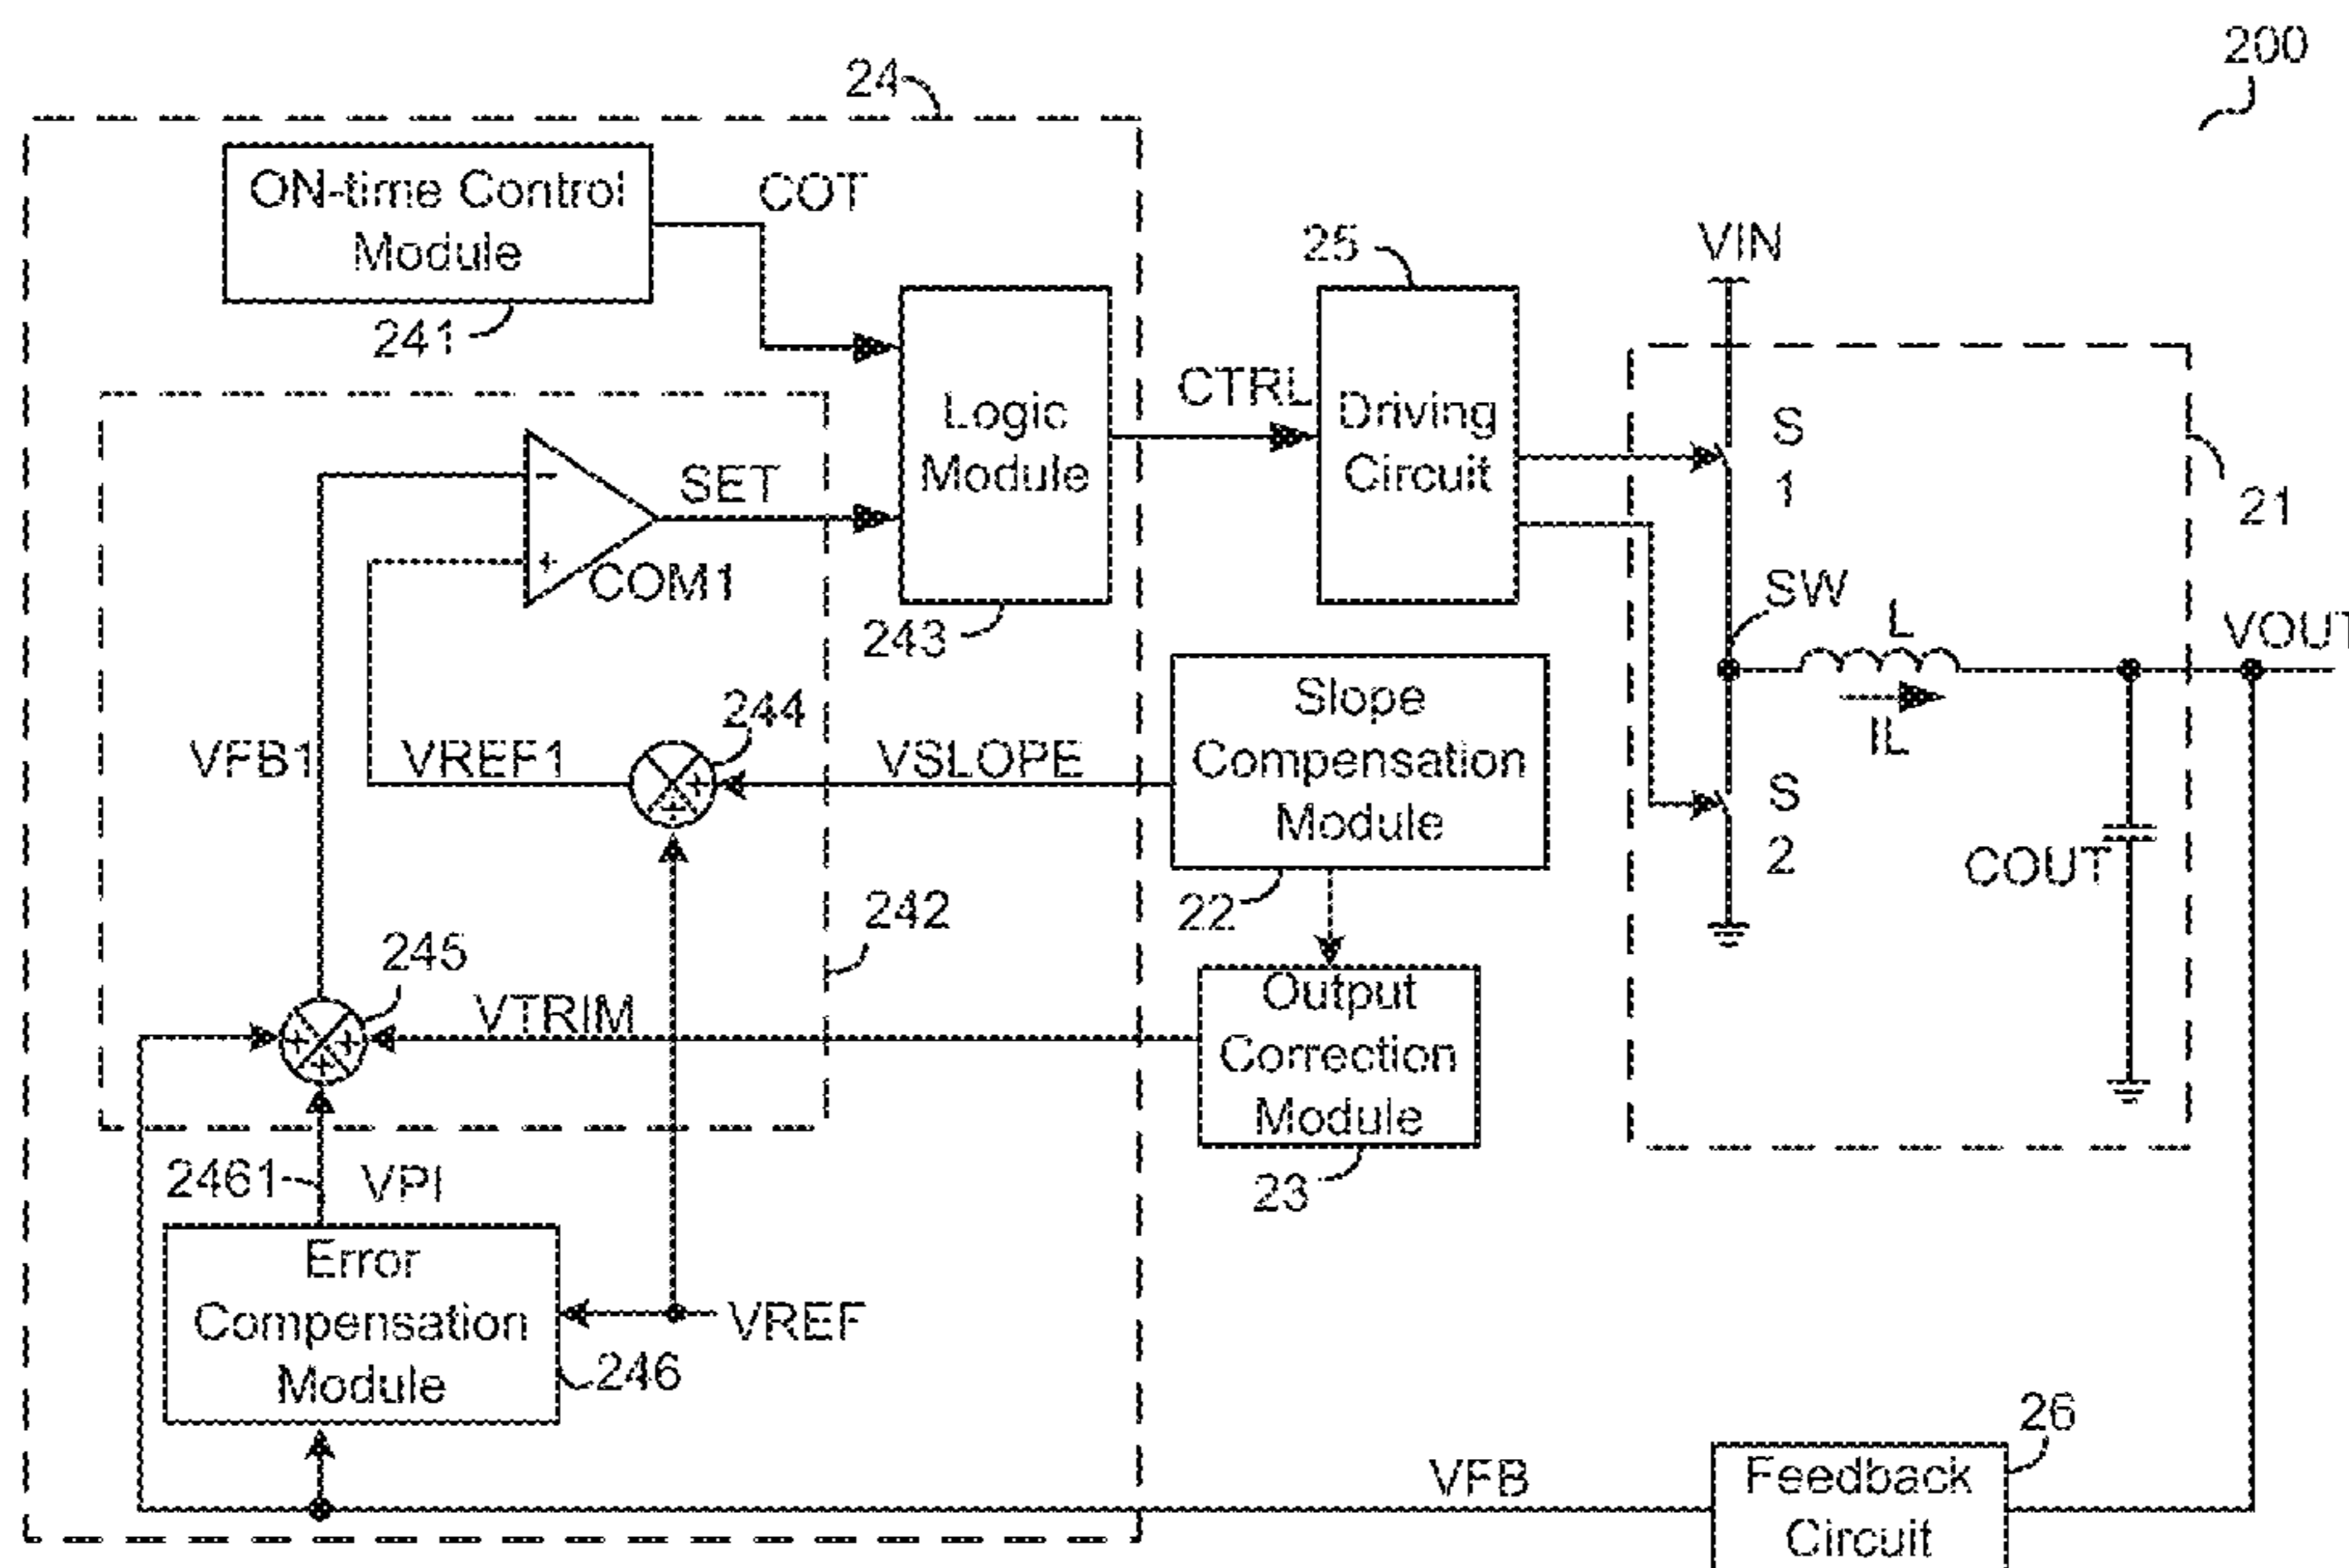 200
24
ON-time Control
Module
COT
241
25
VIN
Logic
Module
CTRL
Driving
Circuit
S
1
21
−
SET
+
COM1
243
SW
L
VOUT
IL
244
Slope
Compensation
Module
VFB1
VREF1
VSLOPE
+
+
S
2
COUT
22
242
245
VTRIM
+
+
+
Output
Correction
Module
23
2461
VPI
Error
Compensation
Module
VREF
246
26
VFB
Feedback
Circuit